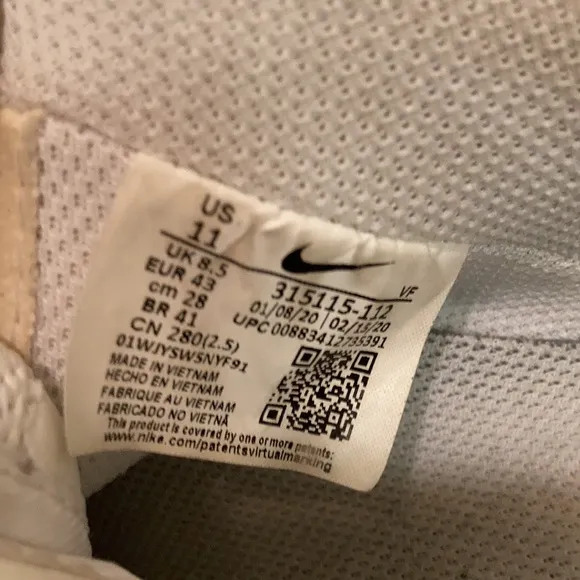 US
11
UK 8.5
EUR 43
cm 28
BR 41
CN 280(2.5)
315115-112 VF
01/08/20 02/15/20
UPC 00883412735391
01WJYSWSNYF91
MADE IN VIETNAM
HECHO EN VIETNAM
FABRIQUE AU VIETNAM
FABRICADO NO VIETNÃ
This product is covered by one or more patents:
www.nike.com/patentsvirtualmarking